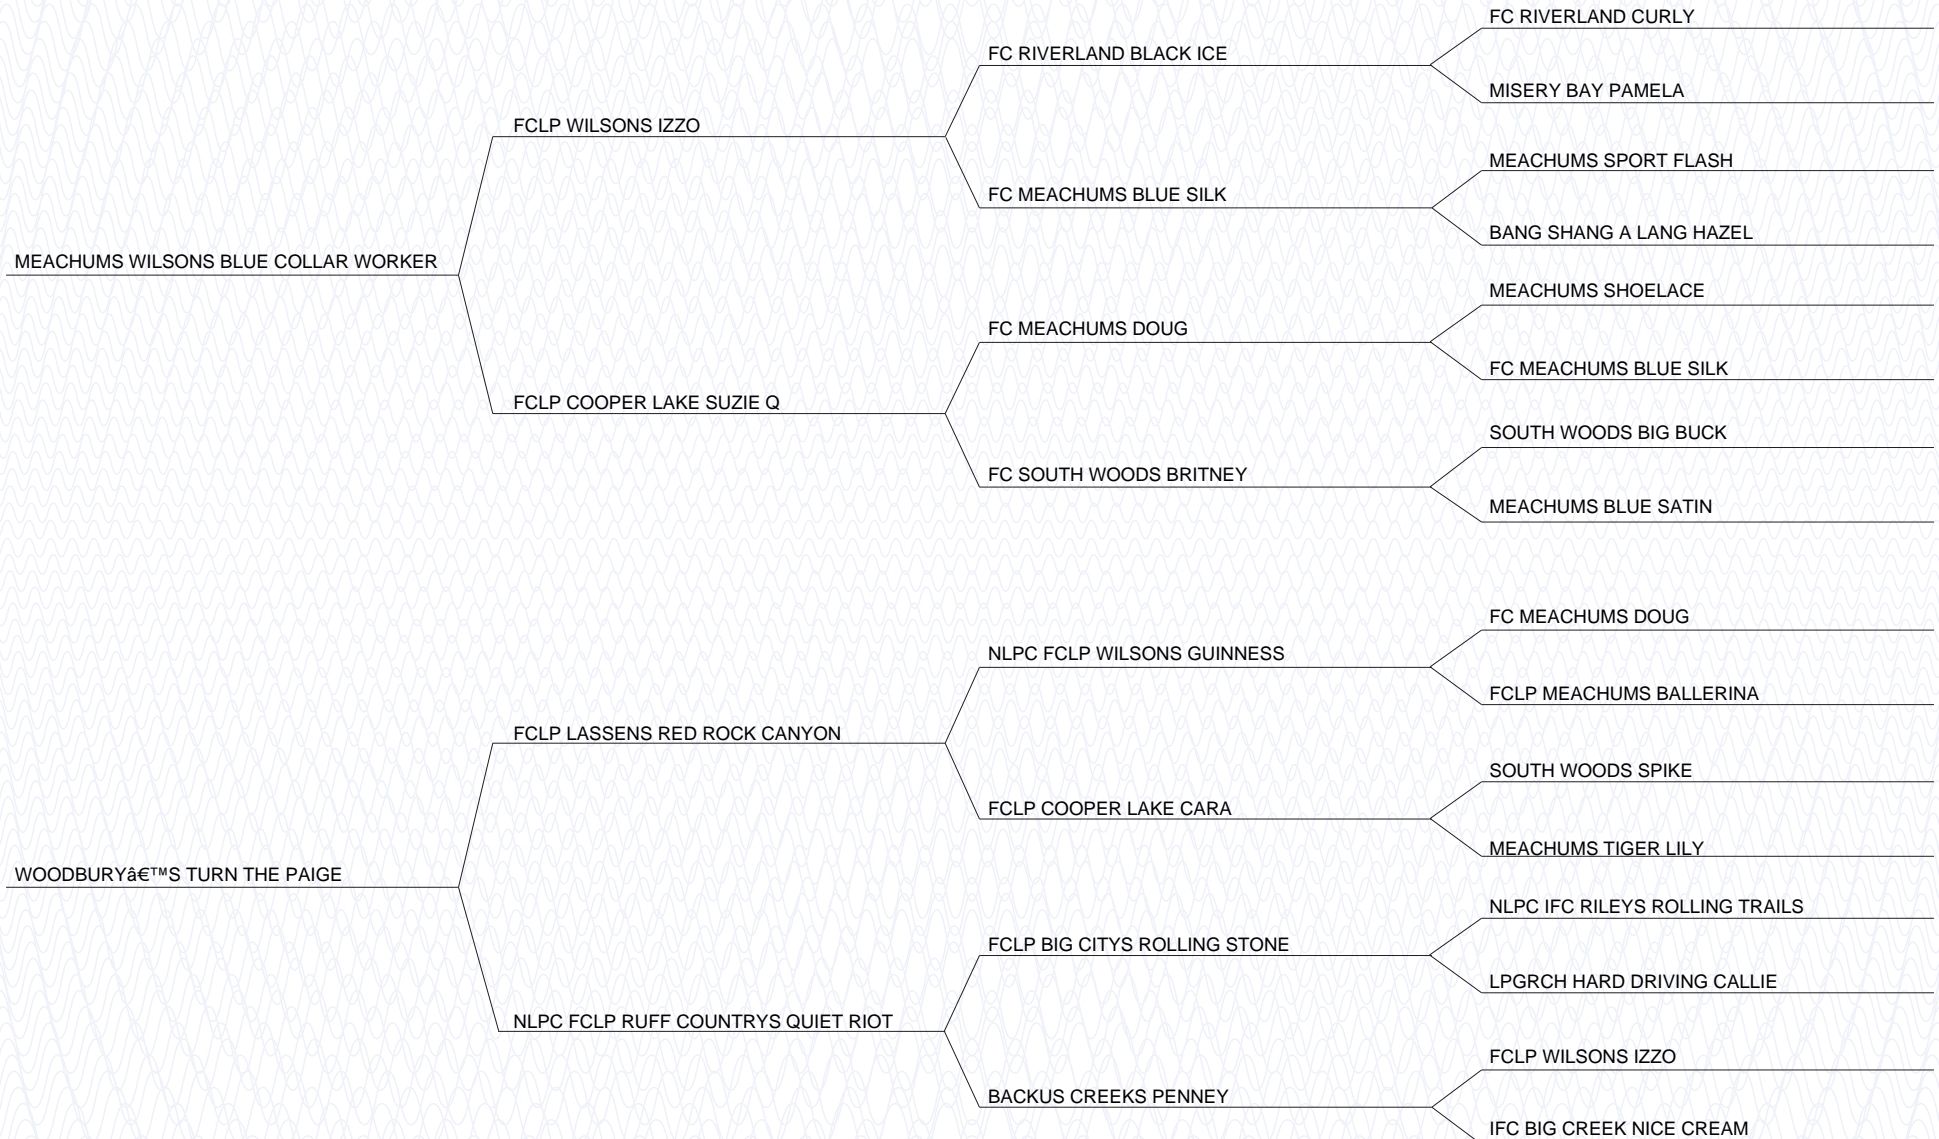 FC RIVERLAND CURLY
FC RIVERLAND BLACK ICE
MISERY BAY PAMELA
FCLP WILSONS IZZO
MEACHUMS SPORT FLASH
FC MEACHUMS BLUE SILK
BANG SHANG A LANG HAZEL
MEACHUMS WILSONS BLUE COLLAR WORKER
MEACHUMS SHOELACE
FC MEACHUMS DOUG
FC MEACHUMS BLUE SILK
FCLP COOPER LAKE SUZIE Q
SOUTH WOODS BIG BUCK
FC SOUTH WOODS BRITNEY
MEACHUMS BLUE SATIN
FC MEACHUMS DOUG
NLPC FCLP WILSONS GUINNESS
FCLP MEACHUMS BALLERINA
FCLP LASSENS RED ROCK CANYON
SOUTH WOODS SPIKE
FCLP COOPER LAKE CARA
MEACHUMS TIGER LILY
WOODBURYâ€™S TURN THE PAIGE
NLPC IFC RILEYS ROLLING TRAILS
FCLP BIG CITYS ROLLING STONE
LPGRCH HARD DRIVING CALLIE
NLPC FCLP RUFF COUNTRYS QUIET RIOT
FCLP WILSONS IZZO
BACKUS CREEKS PENNEY
IFC BIG CREEK NICE CREAM